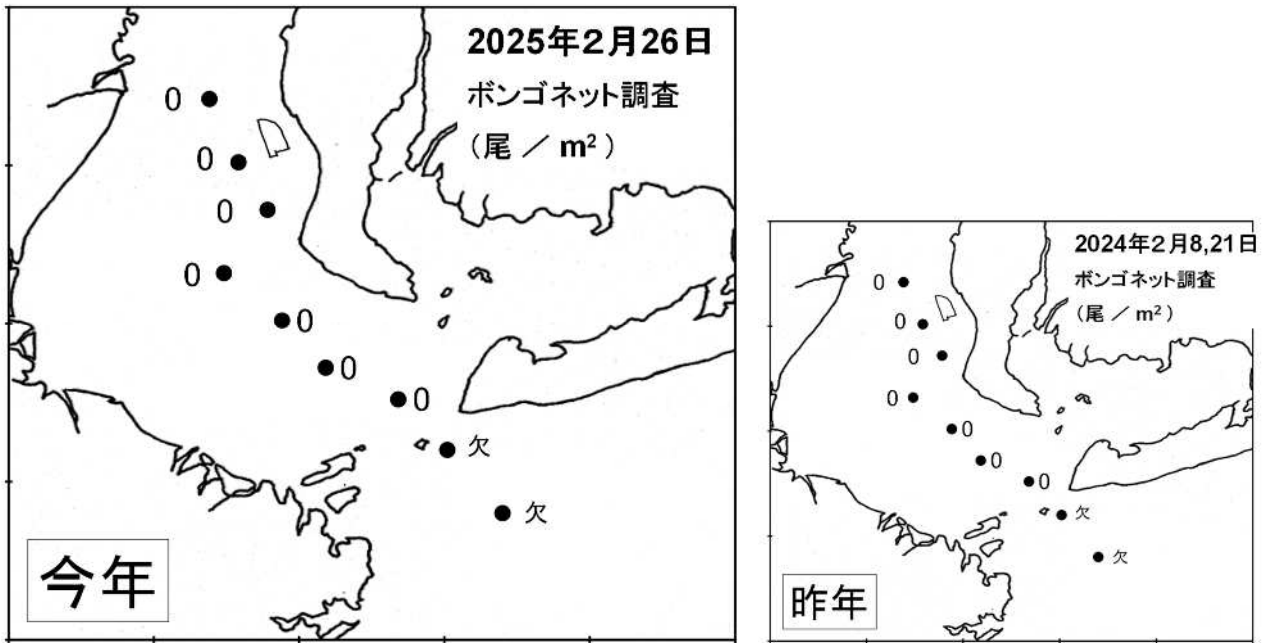 2025年2月26日
ボンゴネット調査
（尾 ／ m²）
0
0
0
0
0
0
0
欠
欠
今年
2024年2月8,21日
ボンゴネット調査
（尾 ／ m²）
0
0
0
0
0
0
0
欠
欠
昨年